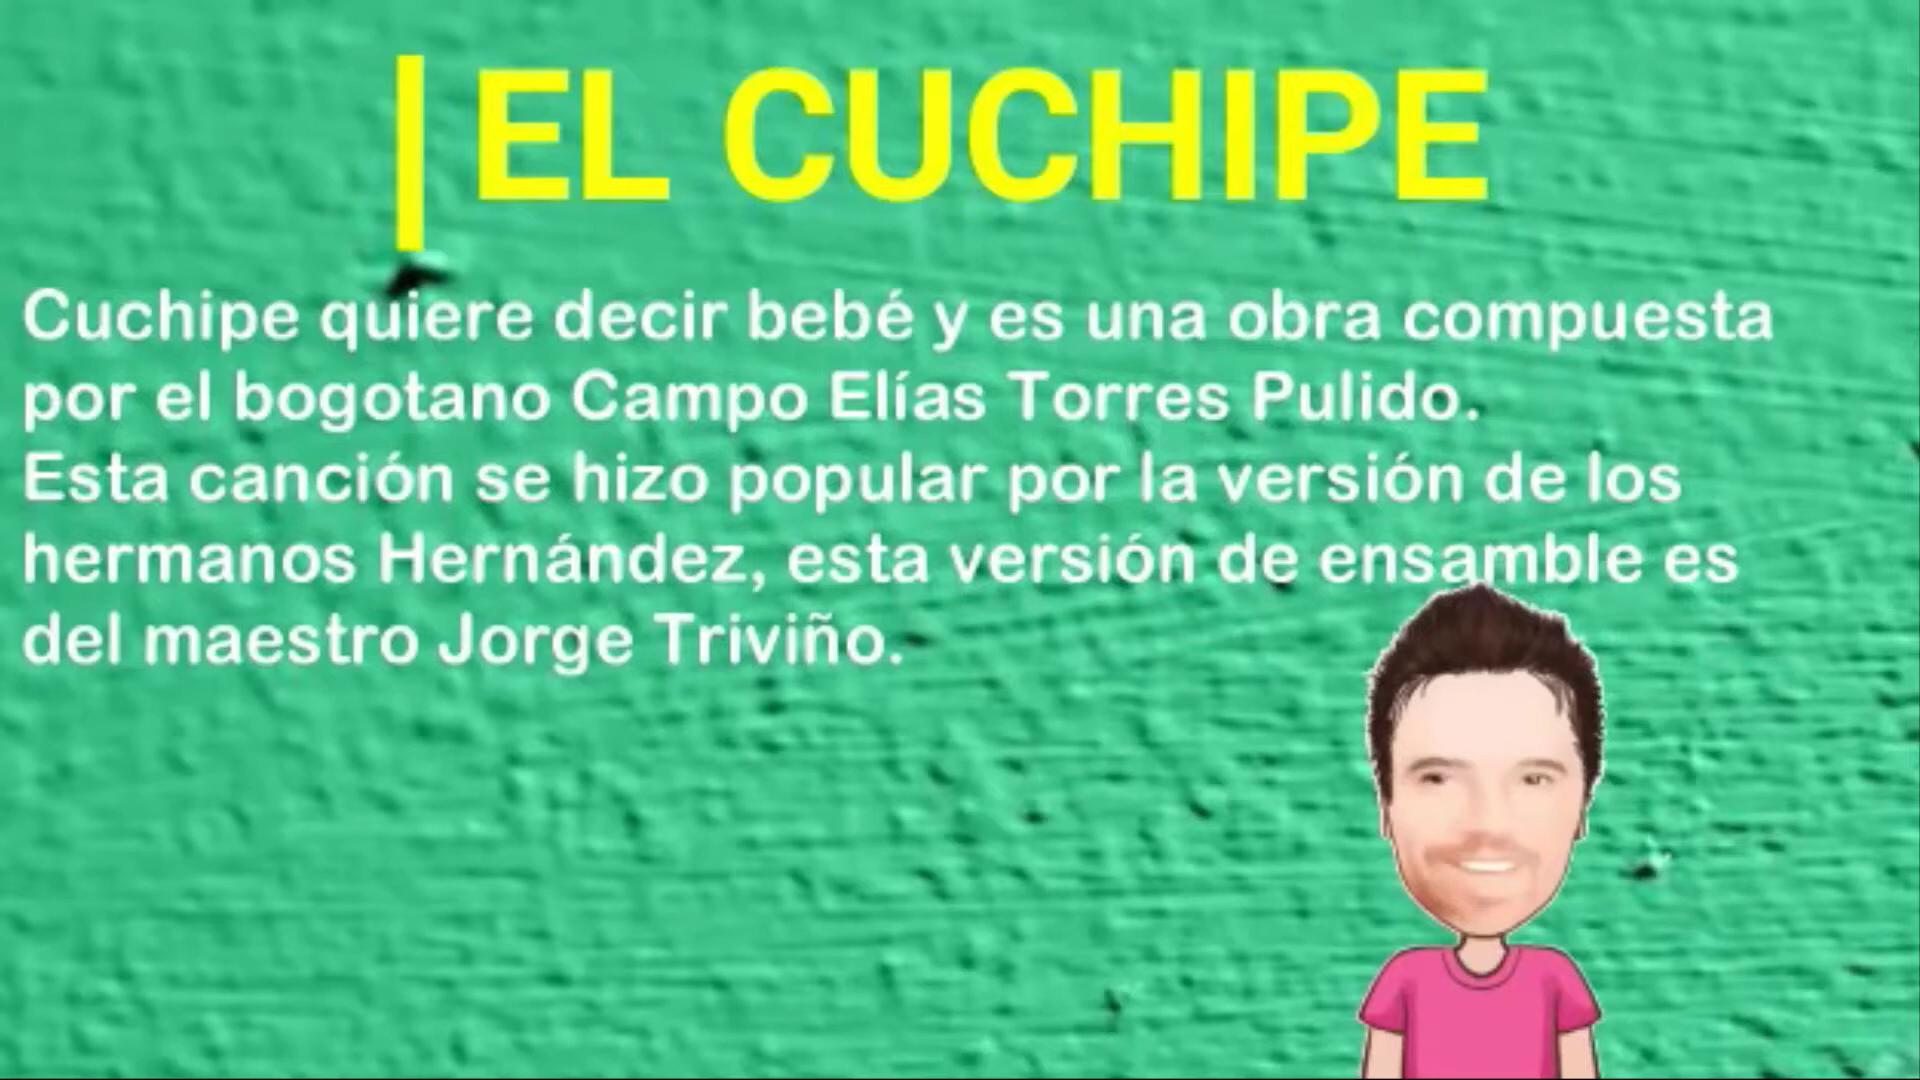 EL CUCHIPE
Cuchipe quiere decir bebé y es una obra compuesta
por el bogotano Campo Elías Torres Pulido.
Esta canción se hizo popular por la versión de los
hermanos Hernández, esta versión de ensamble es
del maestro Jorge Triviño.